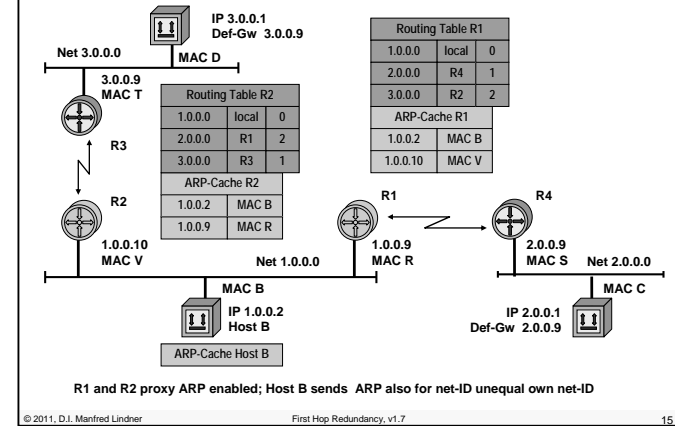 IP 3.0.0.1
Def-Gw 3.0.0.9
Net 3.0.0.0
MAC D
3.0.0.9
MAC T
R3
Routing Table R2
1.0.0.0 local 0
2.0.0.0 R1 2
3.0.0.0 R3 1
ARP-Cache R2
1.0.0.2 MAC B
1.0.0.9 MAC R
Routing Table R1
1.0.0.0 local 0
2.0.0.0 R4 1
3.0.0.0 R2 2
ARP-Cache R1
1.0.0.2 MAC B
1.0.0.10 MAC V
R2
1.0.0.10
MAC V
R1
1.0.0.9
MAC R
R4
2.0.0.9
MAC S
Net 1.0.0.0
Net 2.0.0.0
MAC B
IP 1.0.0.2
Host B
ARP-Cache Host B
MAC C
IP 2.0.0.1
Def-Gw 2.0.0.9
R1 and R2 proxy ARP enabled; Host B sends ARP also for net-ID unequal own net-ID
© 2011, D.I. Manfred Lindner
First Hop Redundancy, v1.7
15